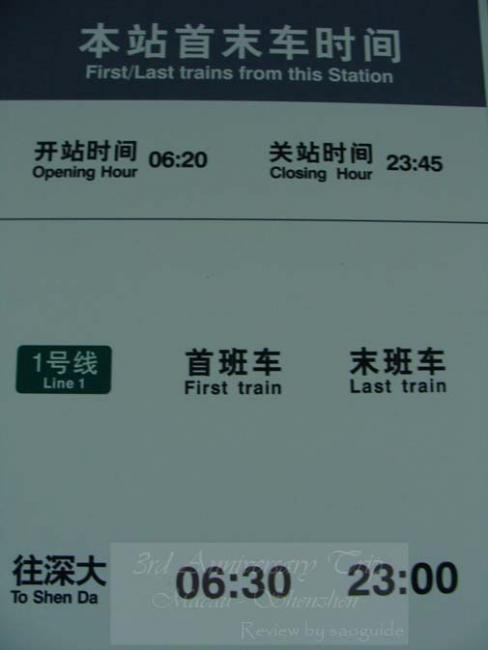 本站首末车时间
First/Last trains from this Station
开站时间 06:20 关站时间 23:45
Opening Hour Closing Hour
1号线 首班车 末班车
Line 1 First train Last train
往深大 06:30 23:00
To Shen Da
3rd Anniversary Trip
Macau - Shenzhen
Review by saoguide